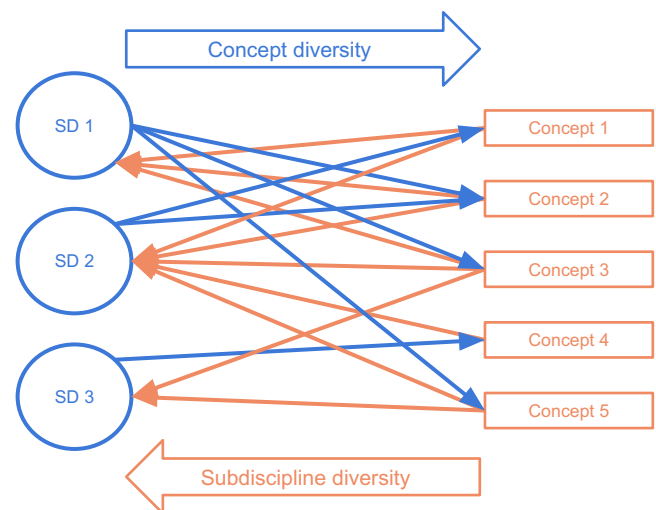 Concept diversity
SD 1
Concept 1
Concept 2
SD 2
Concept 3
Concept 4
SD 3
Concept 5
Subdiscipline diversity